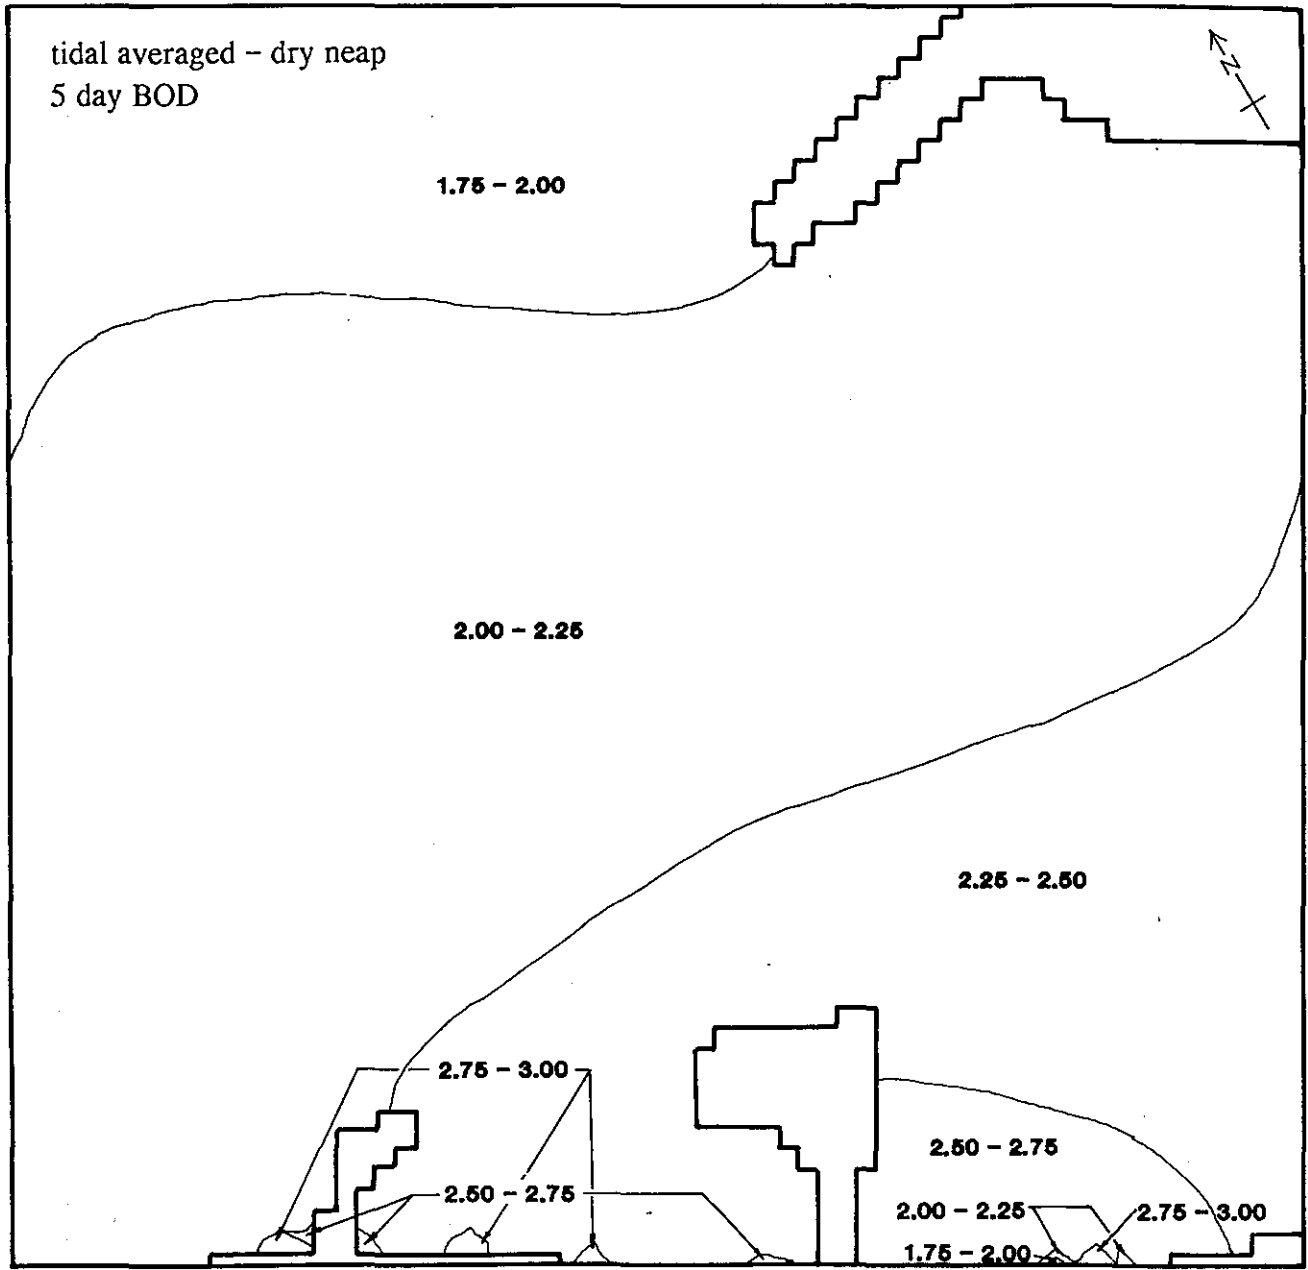 tidal averaged – dry neap
5 day BOD
N
1.75 – 2.00
2.00 – 2.25
2.25 – 2.50
2.75 – 3.00
2.50 – 2.75
2.50 – 2.75
2.00 – 2.25
2.75 – 3.00
1.75 – 2.00